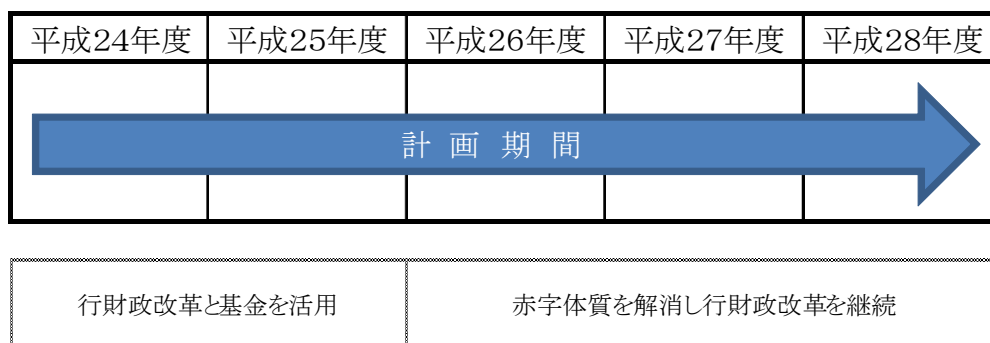 平成24年度 平成25年度 平成26年度 平成27年度 平成28年度
計画期間
行財政改革と基金を活用 赤字体質を解消し行財政改革を継続